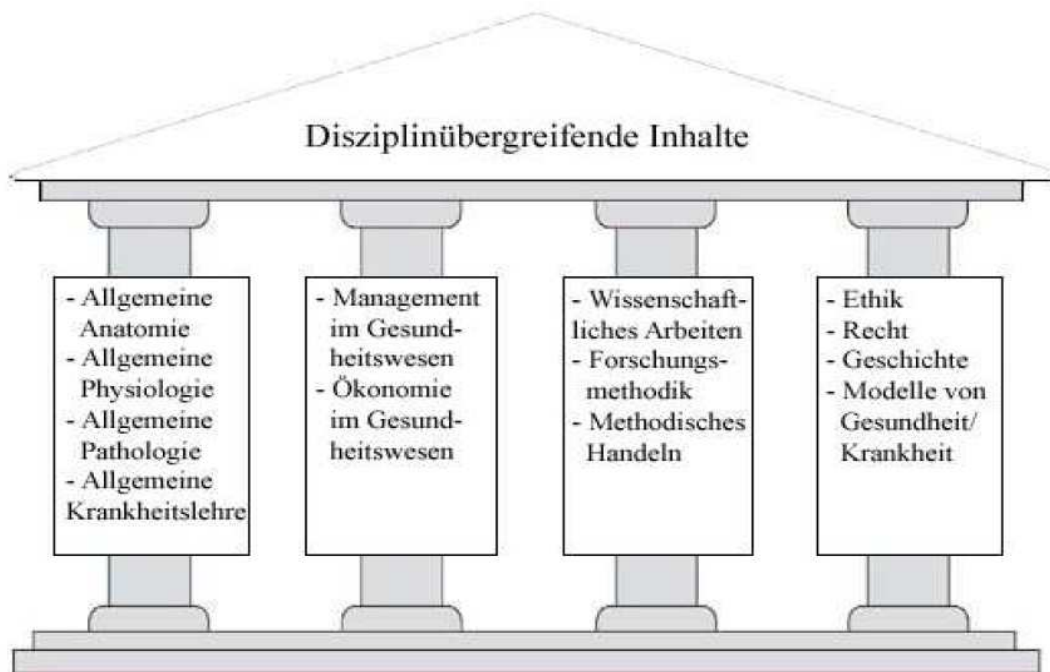 Disziplinübergreifende Inhalte
- Allgemeine
Anatomie
- Allgemeine
Physiologie
- Allgemeine
Pathologie
- Allgemeine
Krankheitslehre
- Management
im Gesund-
heitswesen
- Ökonomie
im Gesund-
heitswesen
- Wissenschaft-
liches Arbeiten
- Forschungs-
methodik
- Methodisches
Handeln
- Ethik
- Recht
- Geschichte
- Modelle von
Gesundheit/
Krankheit